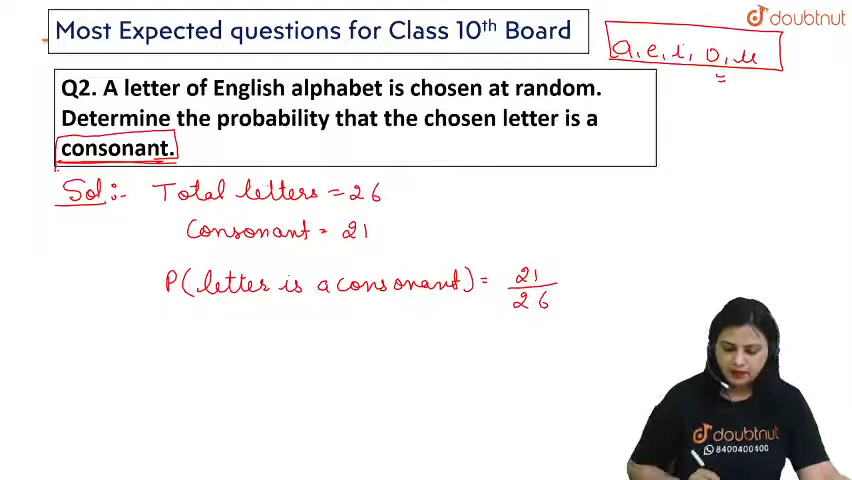 Most Expected questions for Class 10th Board
doubtnut
a, e, i, o, u
Q2. A letter of English alphabet is chosen at random.
Determine the probability that the chosen letter is a
consonant.
Sol:- Total letters = 26
Consonant = 21
P(letter is a consonant) = 21/26
doubtnut
8400400400